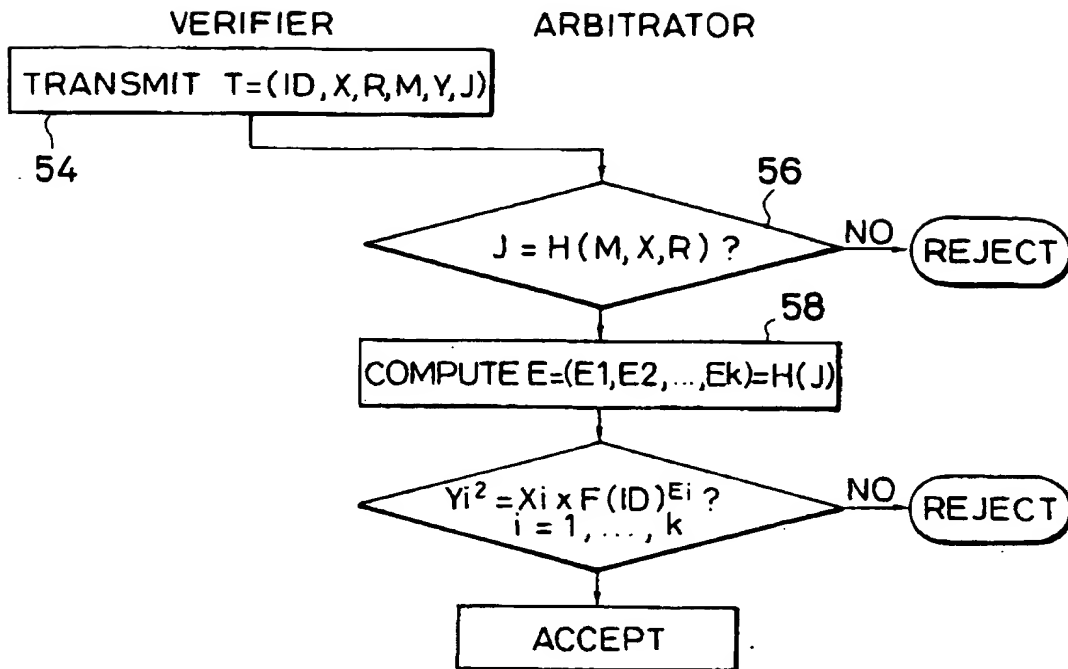 VERIFIER ARBITRATOR
TRANSMIT T=(ID,X,R,M,Y,J)
54
56
J=H(M,X,R)?
NO
REJECT
58
COMPUTE E=(E1,E2,...,Ek)=H(J)
Yi²=Xi x F(ID)^Ei ?
i=1,...,k
NO
REJECT
ACCEPT